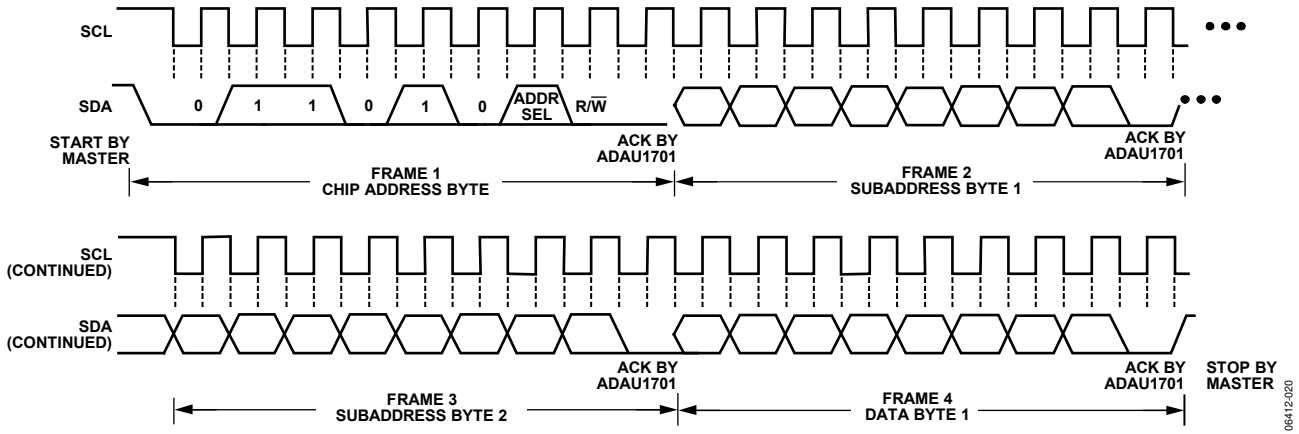 SCL
SDA
0 1 1 0 1 0 ADDR SEL R/W̅
START BY
MASTER
ACK BY
ADAU1701
ACK BY
ADAU1701
FRAME 1
CHIP ADDRESS BYTE
FRAME 2
SUBADDRESS BYTE 1
SCL
(CONTINUED)
SDA
(CONTINUED)
ACK BY
ADAU1701
ACK BY
ADAU1701
STOP BY
MASTER
FRAME 3
SUBADDRESS BYTE 2
FRAME 4
DATA BYTE 1
06412-020